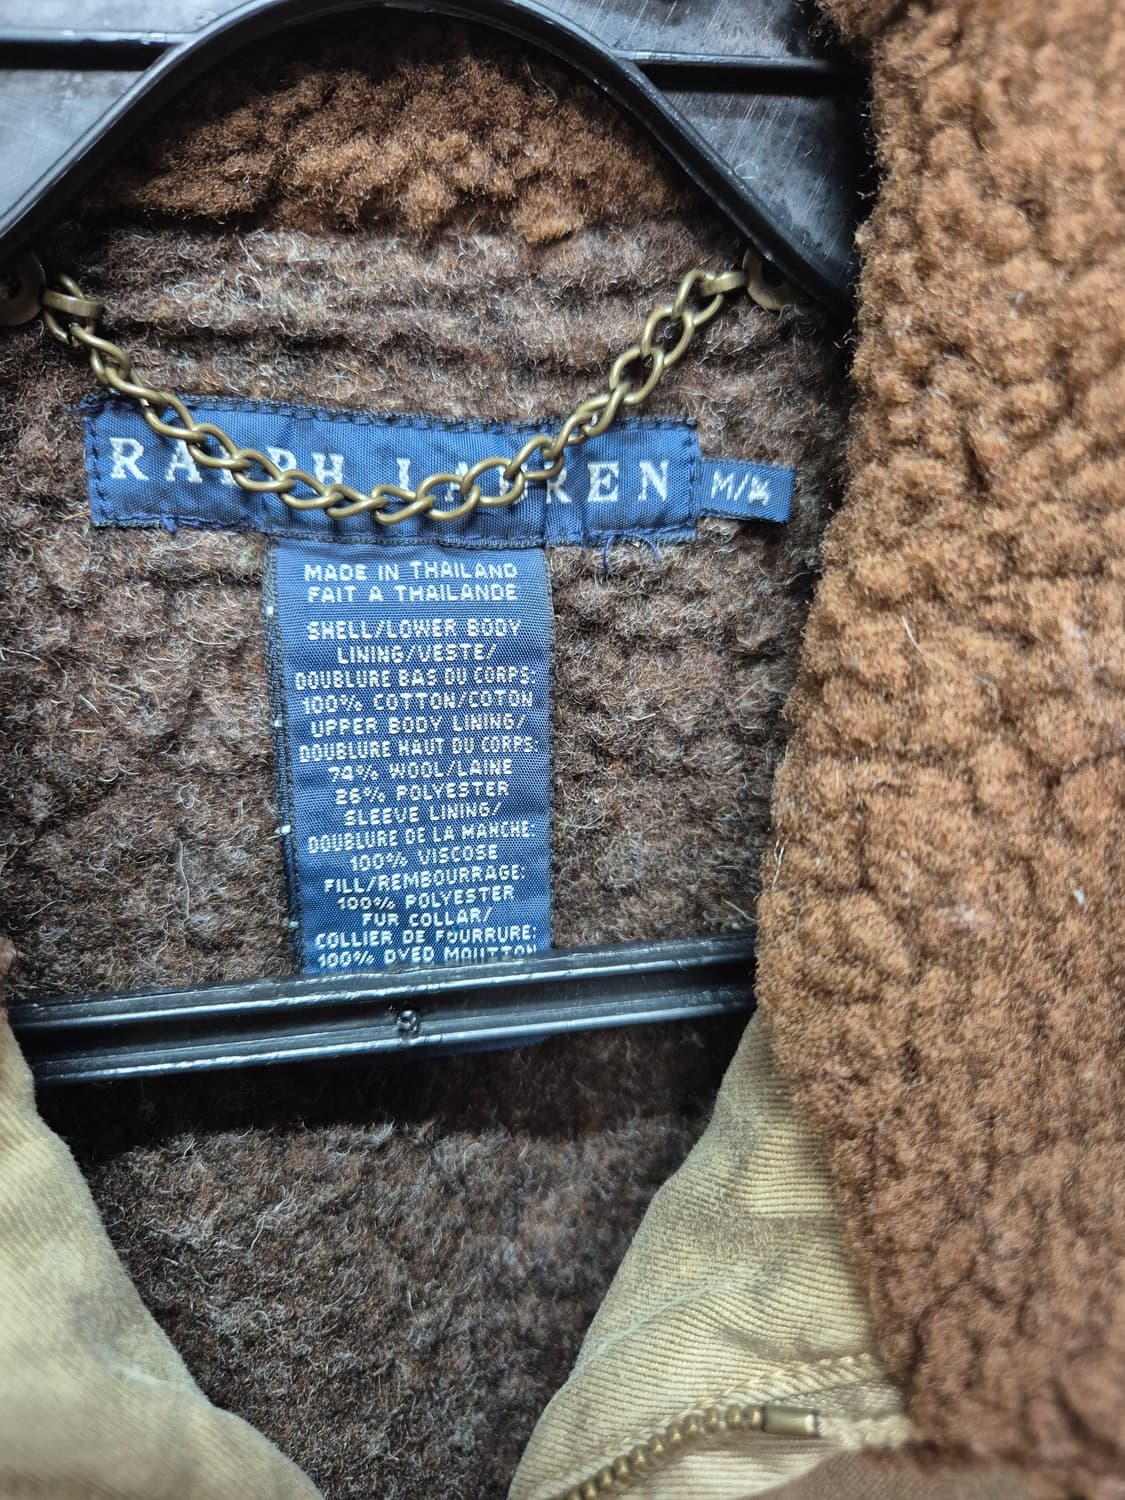 RALPH LAUREN
M/M
MADE IN THAILAND
FAIT A THAILANDE
SHELL/LOWER BODY
LINING/VESTE/
DOUBLURE BAS DU CORPS:
100% COTTON/COTON
UPPER BODY LINING/
DOUBLURE HAUT DU CORPS:
74% WOOL/LAINE
26% POLYESTER
SLEEVE LINING/
DOUBLURE DE LA MANCHE:
100% VISCOSE
FILL/REMBOURRAGE:
100% POLYESTER
FUR COLLAR/
COLLIER DE FOURRURE:
100% DYED MOUTTON